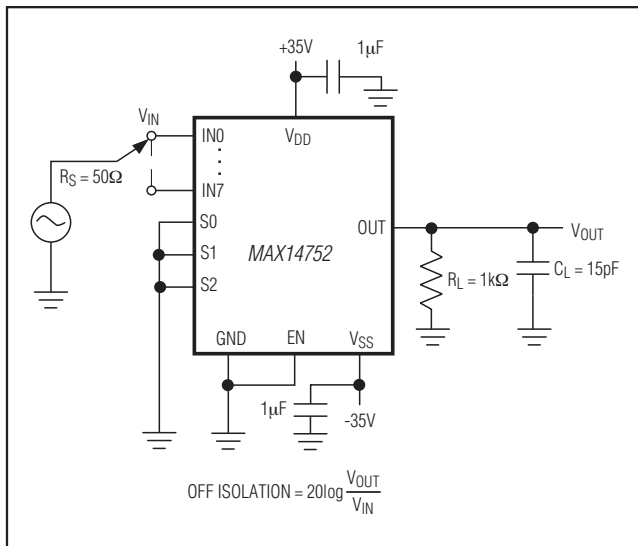 +35V
1µF
V_IN
V_DD
IN0
R_S = 50Ω
IN7
S0
OUT
V_OUT
S1
MAX14752
S2
R_L = 1kΩ
C_L = 15pF
GND
EN
V_SS
1µF
-35V
OFF ISOLATION = 20log V_OUT / V_IN